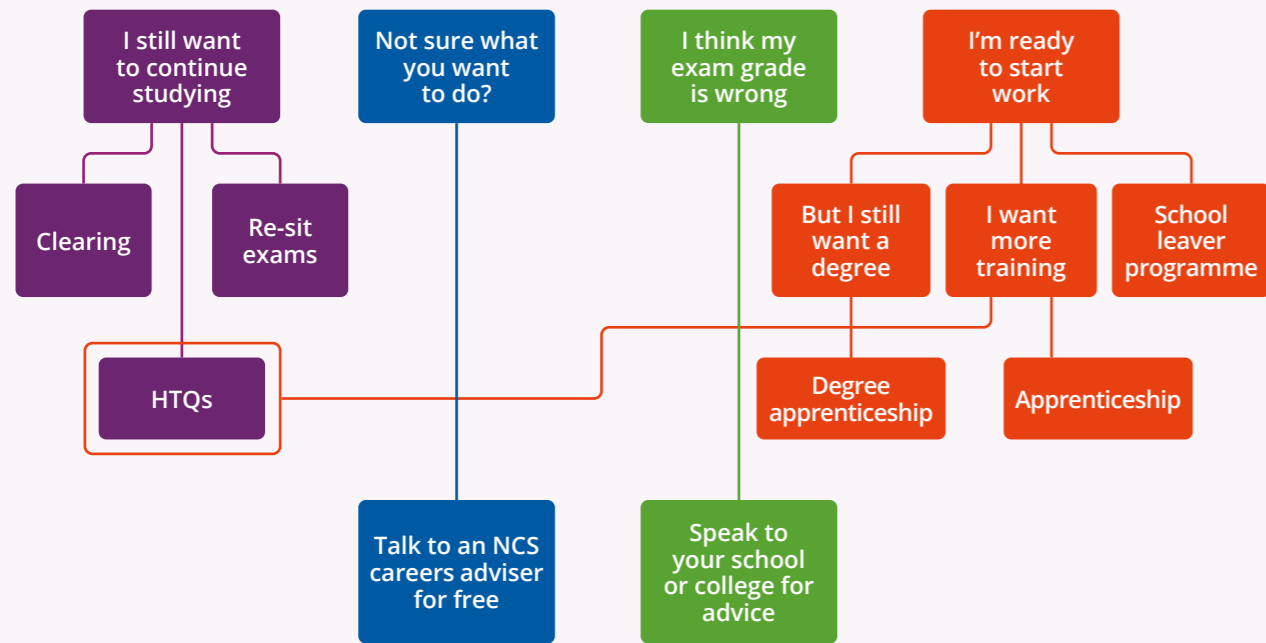 I still want
to continue
studying
Not sure what
you want
to do?
I think my
exam grade
is wrong
I'm ready
to start
work
Clearing
Re-sit
exams
But I still
want a
degree
I want
more
training
School
leaver
programme
HTQs
Degree
apprenticeship
Apprenticeship
Talk to an NCS
careers adviser
for free
Speak to
your school
or college for
advice